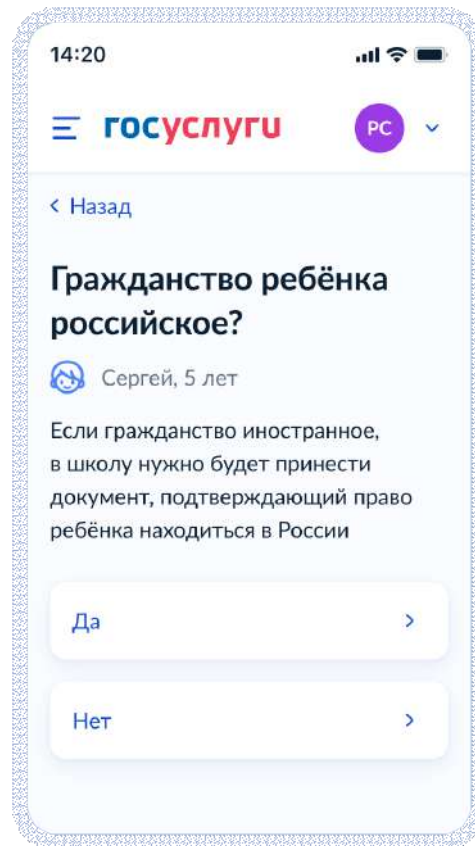 14:20
госуслуги
РС
Назад
Гражданство ребёнка
российское?
Сергей, 5 лет
Если гражданство иностранное,
в школу нужно будет принести
документ, подтверждающий право
ребёнка находиться в России
Да
Нет